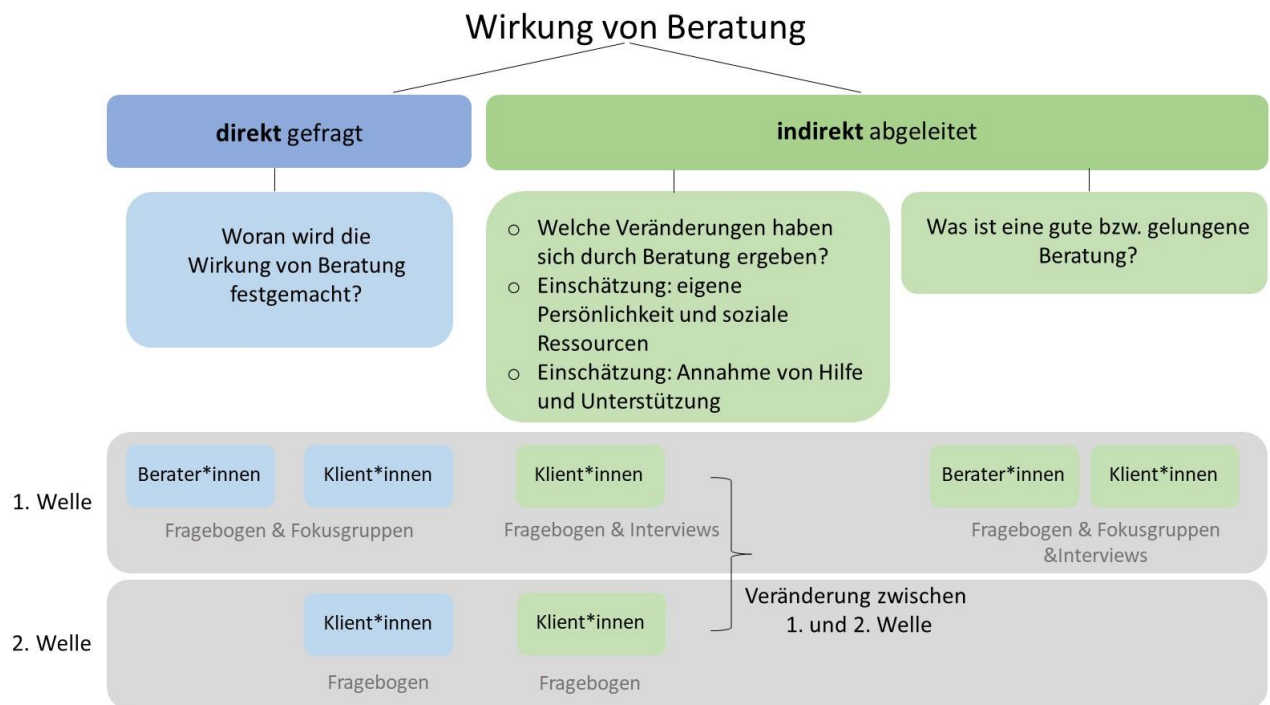 Wirkung von Beratung
direkt gefragt
indirekt abgeleitet
Woran wird die
Wirkung von Beratung
festgemacht?
o Welche Veränderungen haben
sich durch Beratung ergeben?
o Einschätzung: eigene
Persönlichkeit und soziale
Ressourcen
o Einschätzung: Annahme von Hilfe
und Unterstützung
Was ist eine gute bzw. gelungene
Beratung?
1. Welle
Berater*innen
Klient*innen
Fragebogen & Fokusgruppen
Klient*innen
Fragebogen & Interviews
Berater*innen
Klient*innen
Fragebogen & Fokusgruppen
&Interviews
2. Welle
Klient*innen
Fragebogen
Klient*innen
Fragebogen
Veränderung zwischen
1. und 2. Welle